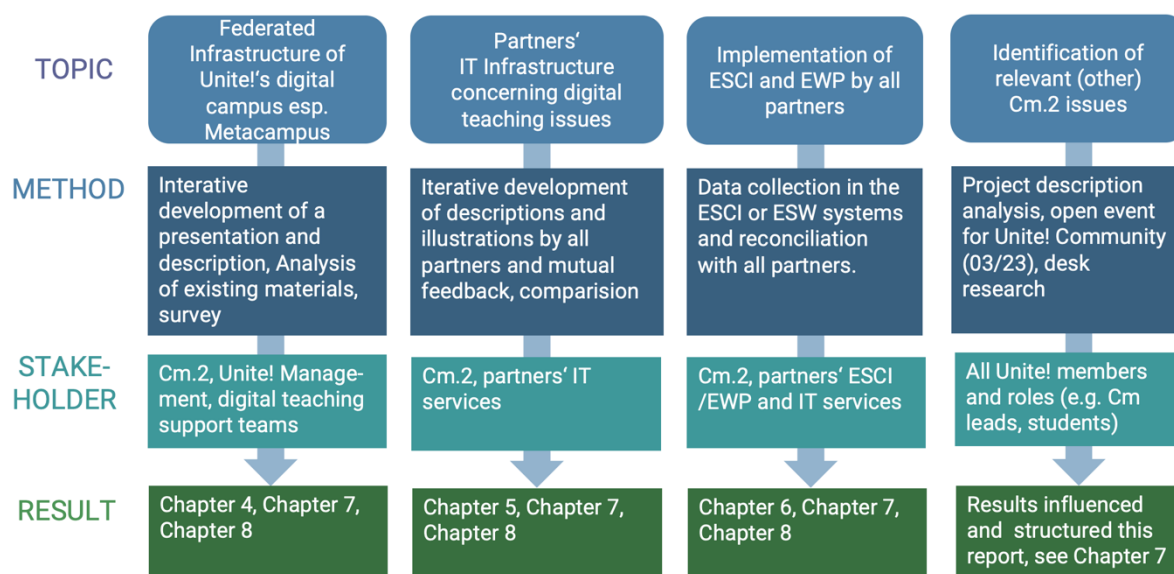 TOPIC
Federated
Infrastructure of
Unite!‘s digital
campus esp.
Metacampus
Partners‘
IT Infrastructure
concerning digital
teaching issues
Implementation of
ESCI and EWP by all
partners
Identification of
relevant (other)
Cm.2 issues
METHOD
Interative
development of a
presentation and
description, Analysis
of existing materials,
survey
Iterative development
of descriptions and
illustrations by all
partners and mutual
feedback, comparision
Data collection in the
ESCI or ESW systems
and reconciliation
with all partners.
Project description
analysis, open event
for Unite! Community
(03/23), desk
research
STAKE-
HOLDER
Cm.2, Unite! Manage-
ment, digital teaching
support teams
Cm.2, partners‘ IT
services
Cm.2, partners‘ ESCI
/EWP and IT services
All Unite! members
and roles (e.g. Cm
leads, students)
RESULT
Chapter 4, Chapter 7,
Chapter 8
Chapter 5, Chapter 7,
Chapter 8
Chapter 6, Chapter 7,
Chapter 8
Results influenced
and structured this
report, see Chapter 7